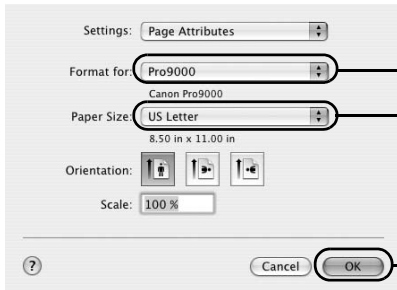 Settings: Page Attributes
Format for: Pro9000
Canon Pro9000
Paper Size: US Letter
8.50 in x 11.00 in
Orientation:
Scale: 100 %
? Cancel OK